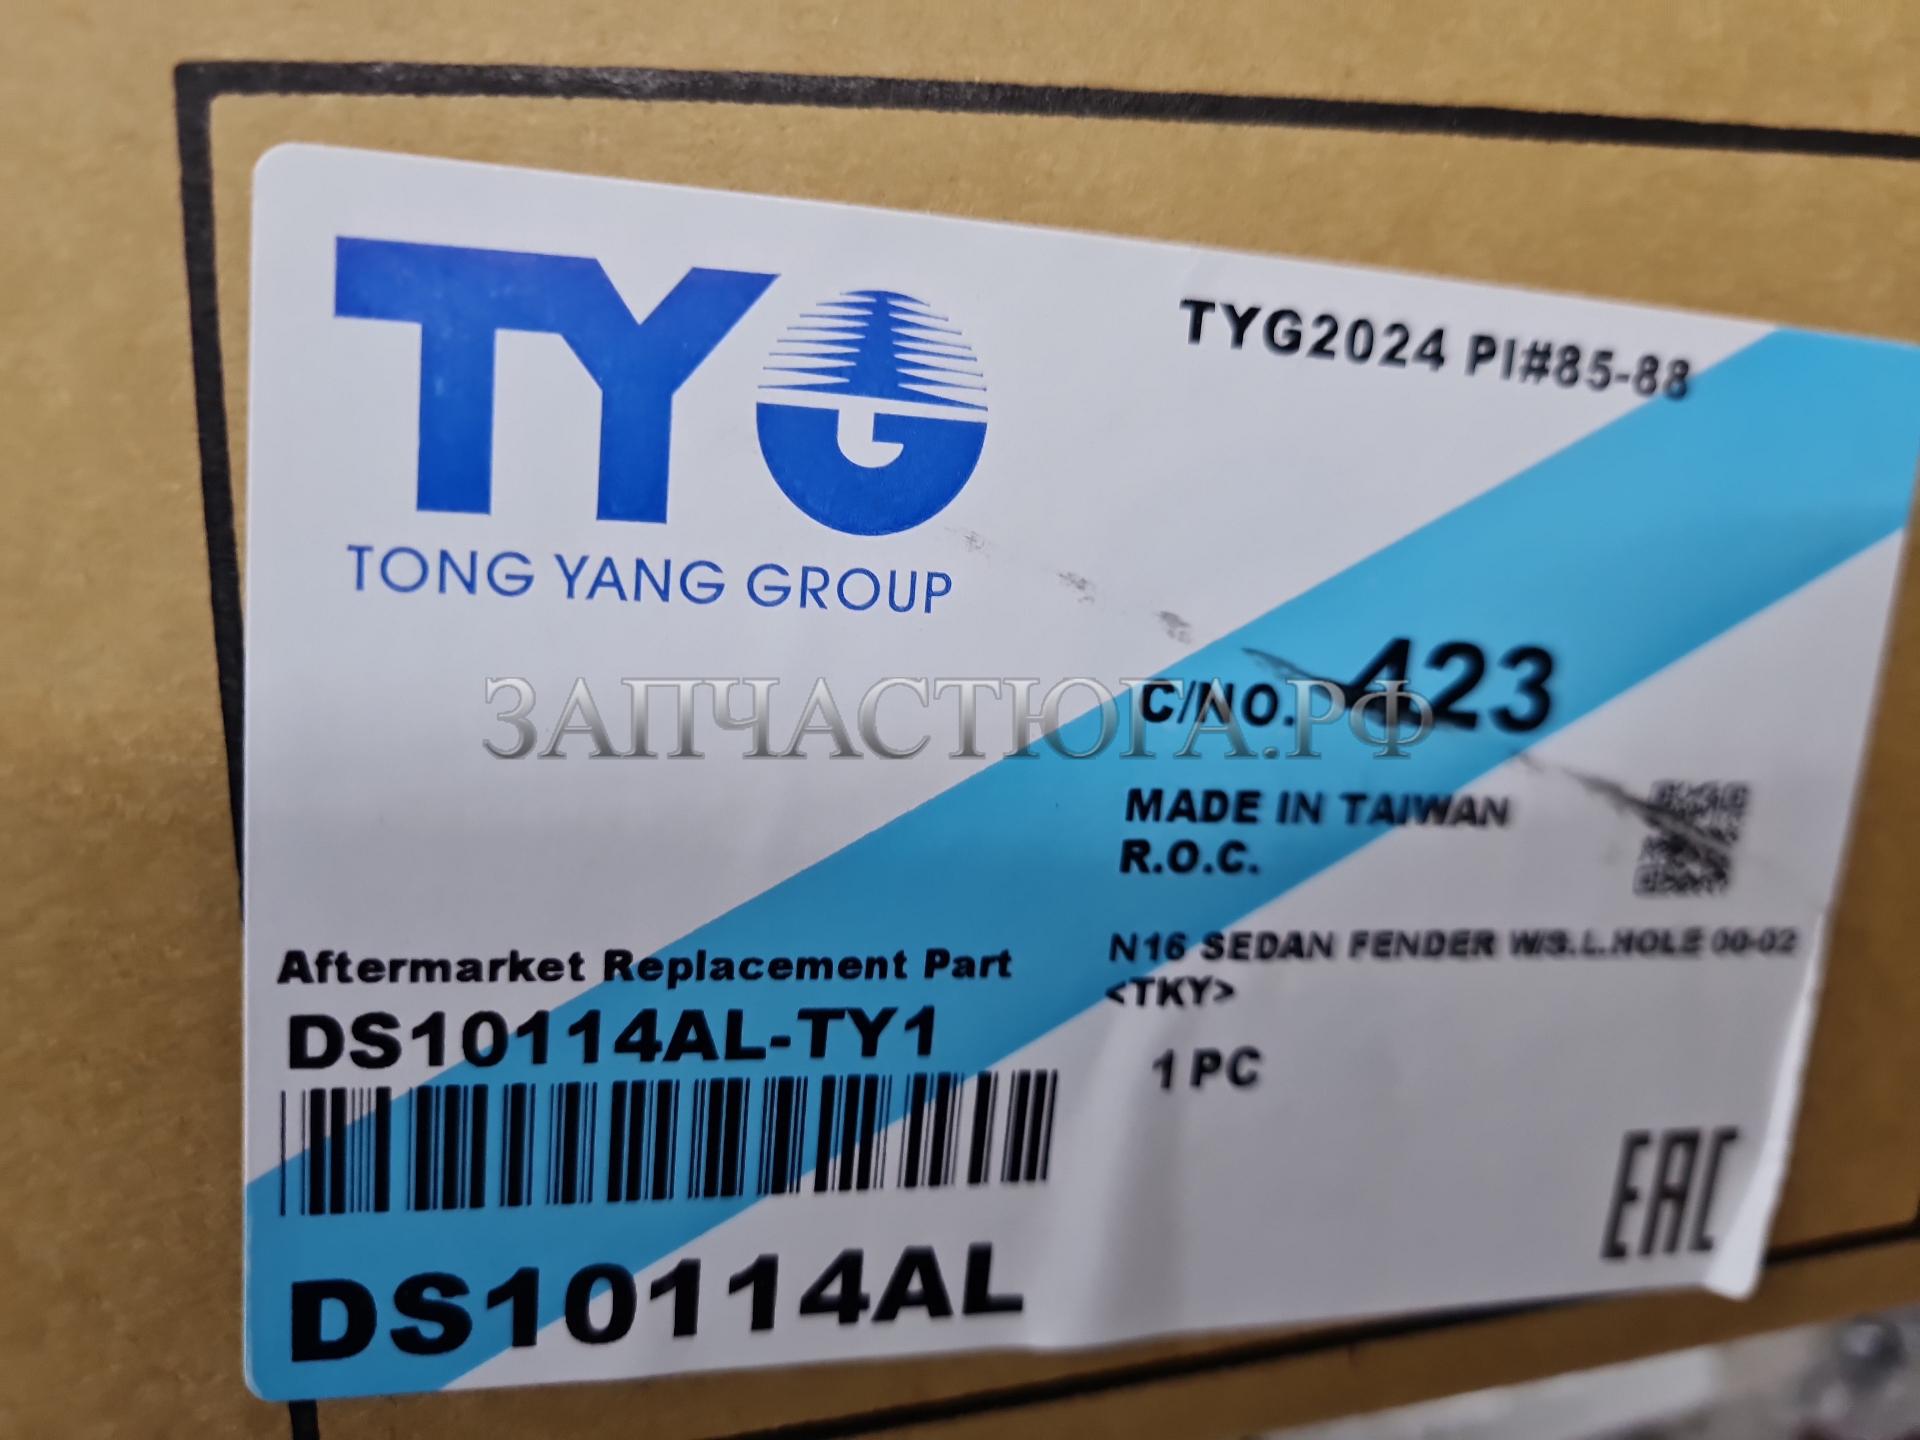 TYG
TYG2024 PI#85-88
TONG YANG GROUP
ЗАПЧАСТЮГА.РФ
C/NO. 423
MADE IN TAIWAN
R.O.C.
N16 SEDAN FENDER W/S.L.HOLE 00-02
<TKY>
1 PC
Aftermarket Replacement Part
DS10114AL-TY1
DS10114AL
EAC